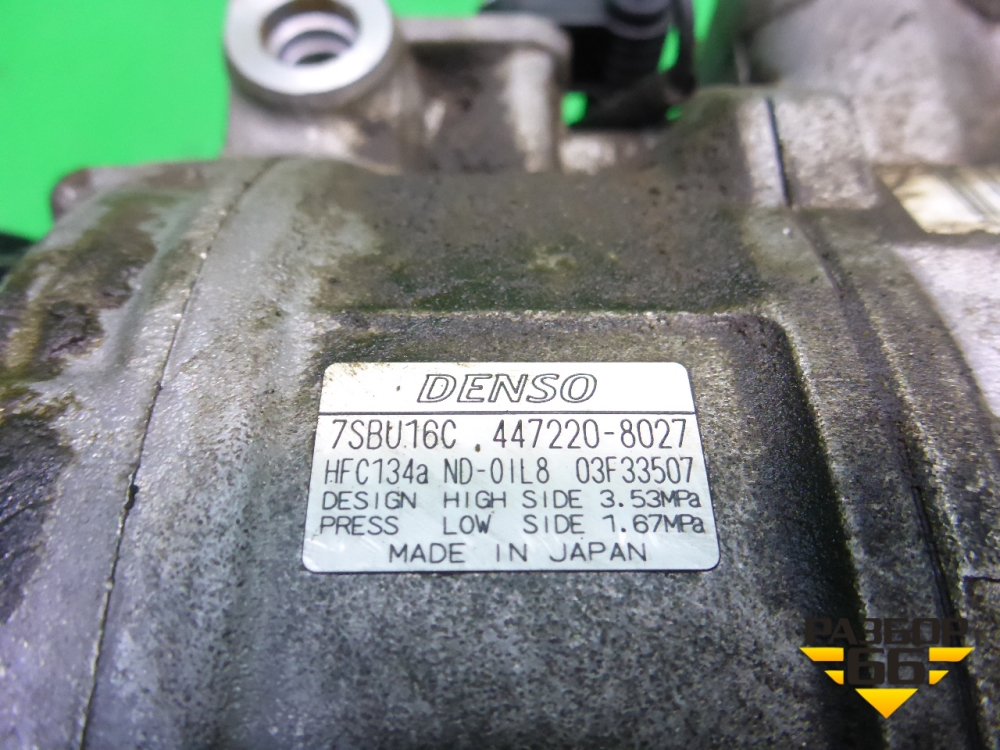 DENSO
7SBU16C 447220-8027
HFC134a ND-OIL8 03F33507
DESIGN HIGH SIDE 3.53MPa
PRESS LOW SIDE 1.67MPa
MADE IN JAPAN
РАЗБОР
66